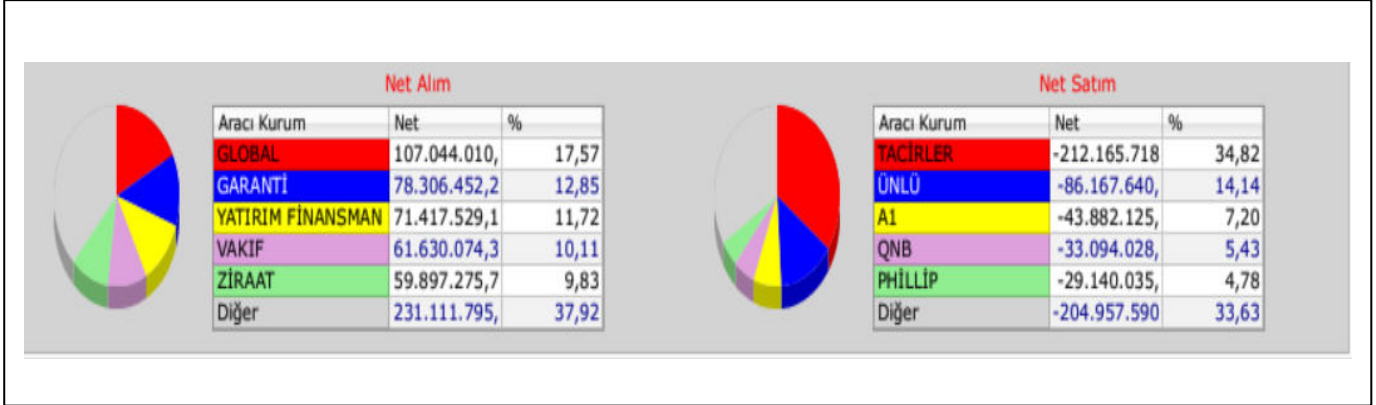 Net Alım
Aracı Kurum Net %
GLOBAL 107.044.010, 17,57
GARANTİ 78.306.452,2 12,85
YATIRIM FİNANSMAN 71.417.529,1 11,72
VAKIF 61.630.074,3 10,11
ZİRAAT 59.897.275,7 9,83
Diğer 231.111.795, 37,92
Net Satım
Aracı Kurum Net %
TACİRLER -212.165.718 34,82
ÜNLÜ -86.167.640, 14,14
A1 -43.882.125, 7,20
QNB -33.094.028, 5,43
PHİLLİP -29.140.035, 4,78
Diğer -204.957.590 33,63